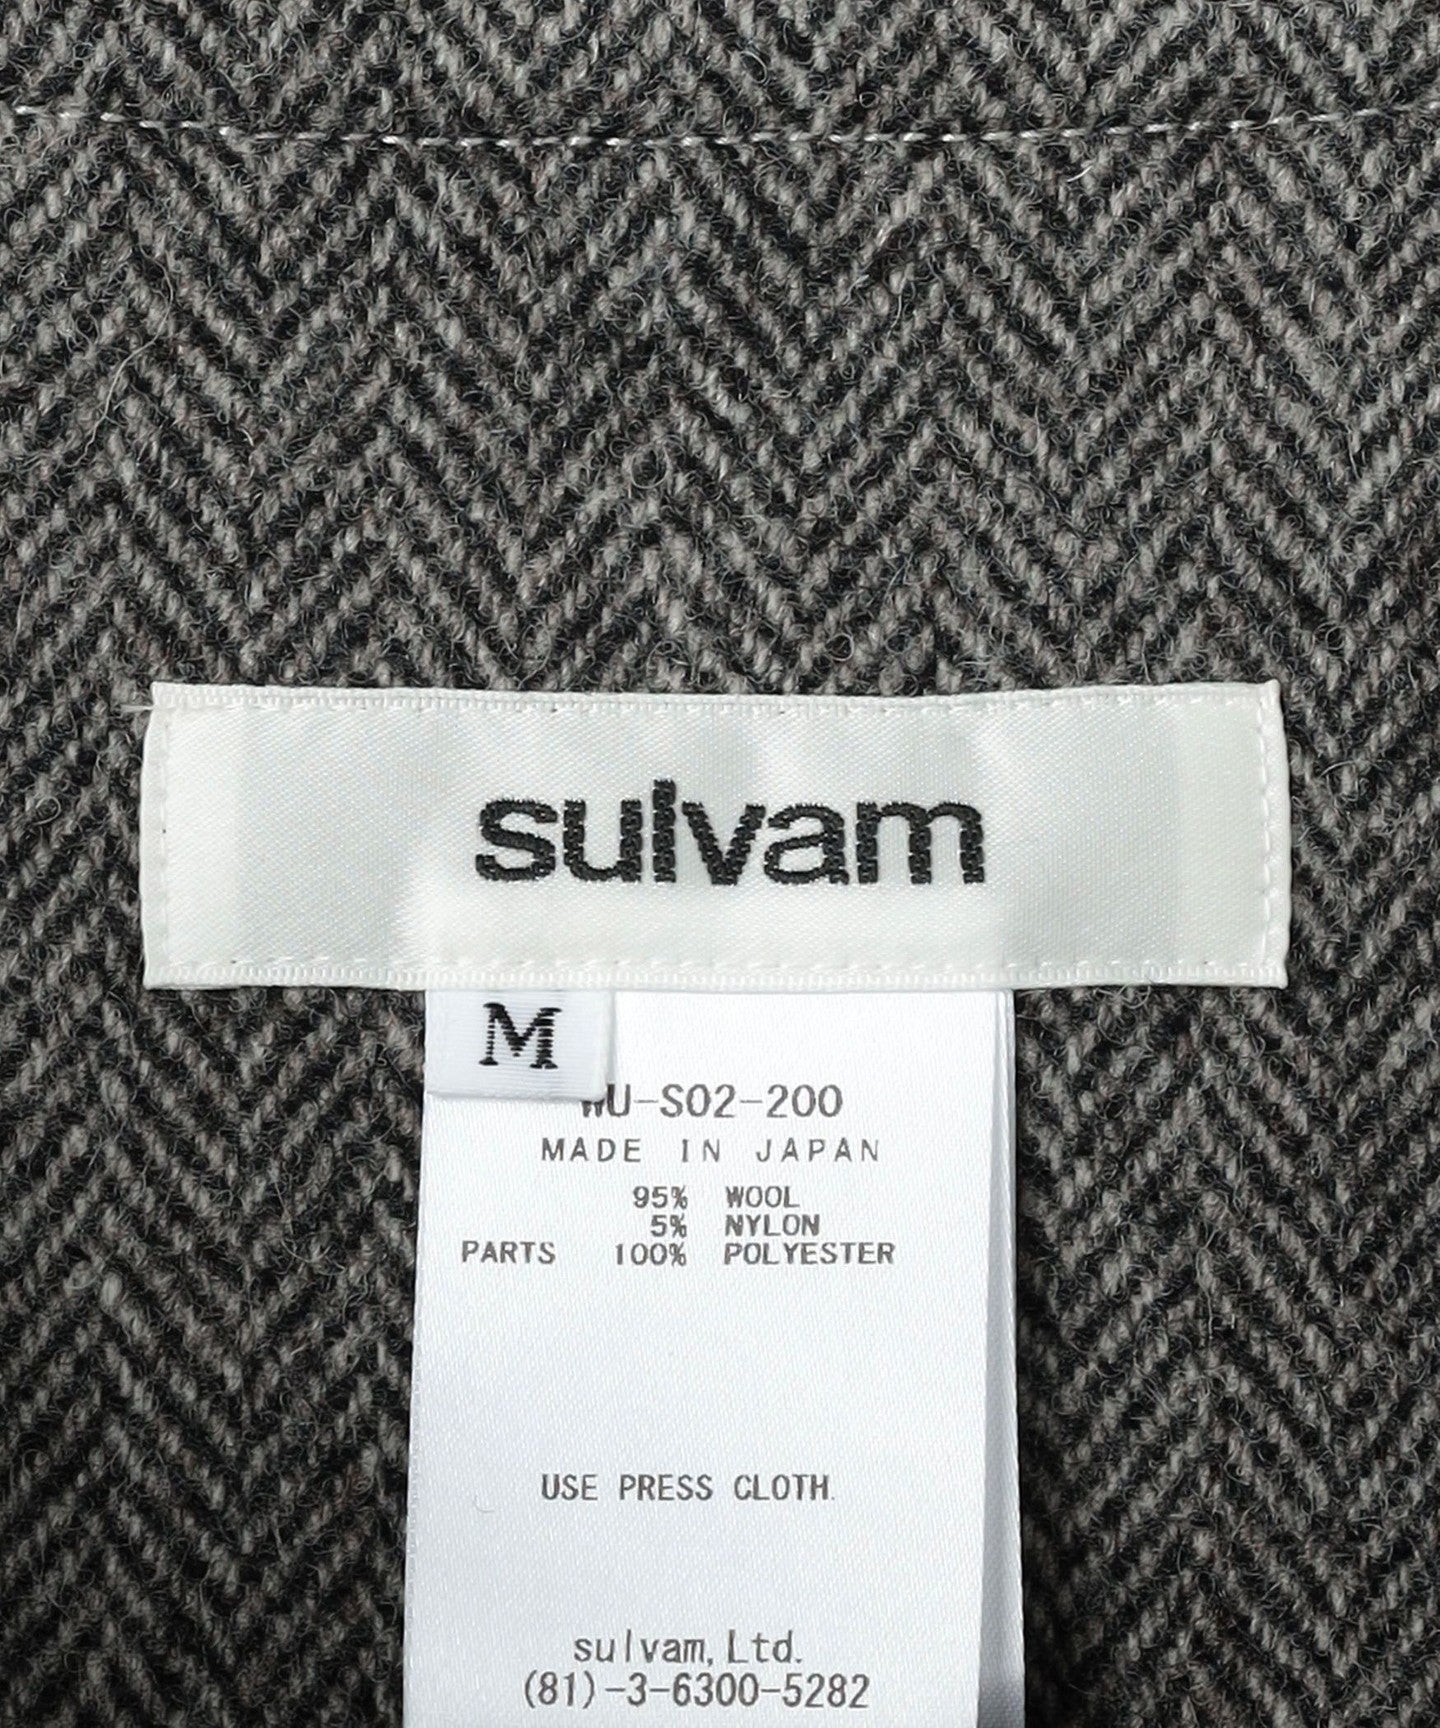 sulvam
M
WU-S02-200
MADE IN JAPAN
95% WOOL
5% NYLON
PARTS 100% POLYESTER
USE PRESS CLOTH.
sulvam, Ltd.
(81)-3-6300-5282